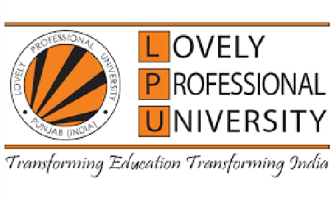 LOVELY PROFESSIONAL UNIVERSITY
PUNJAB (INDIA)
LOVELY
PROFESSIONAL
UNIVERSITY
Transforming Education Transforming India